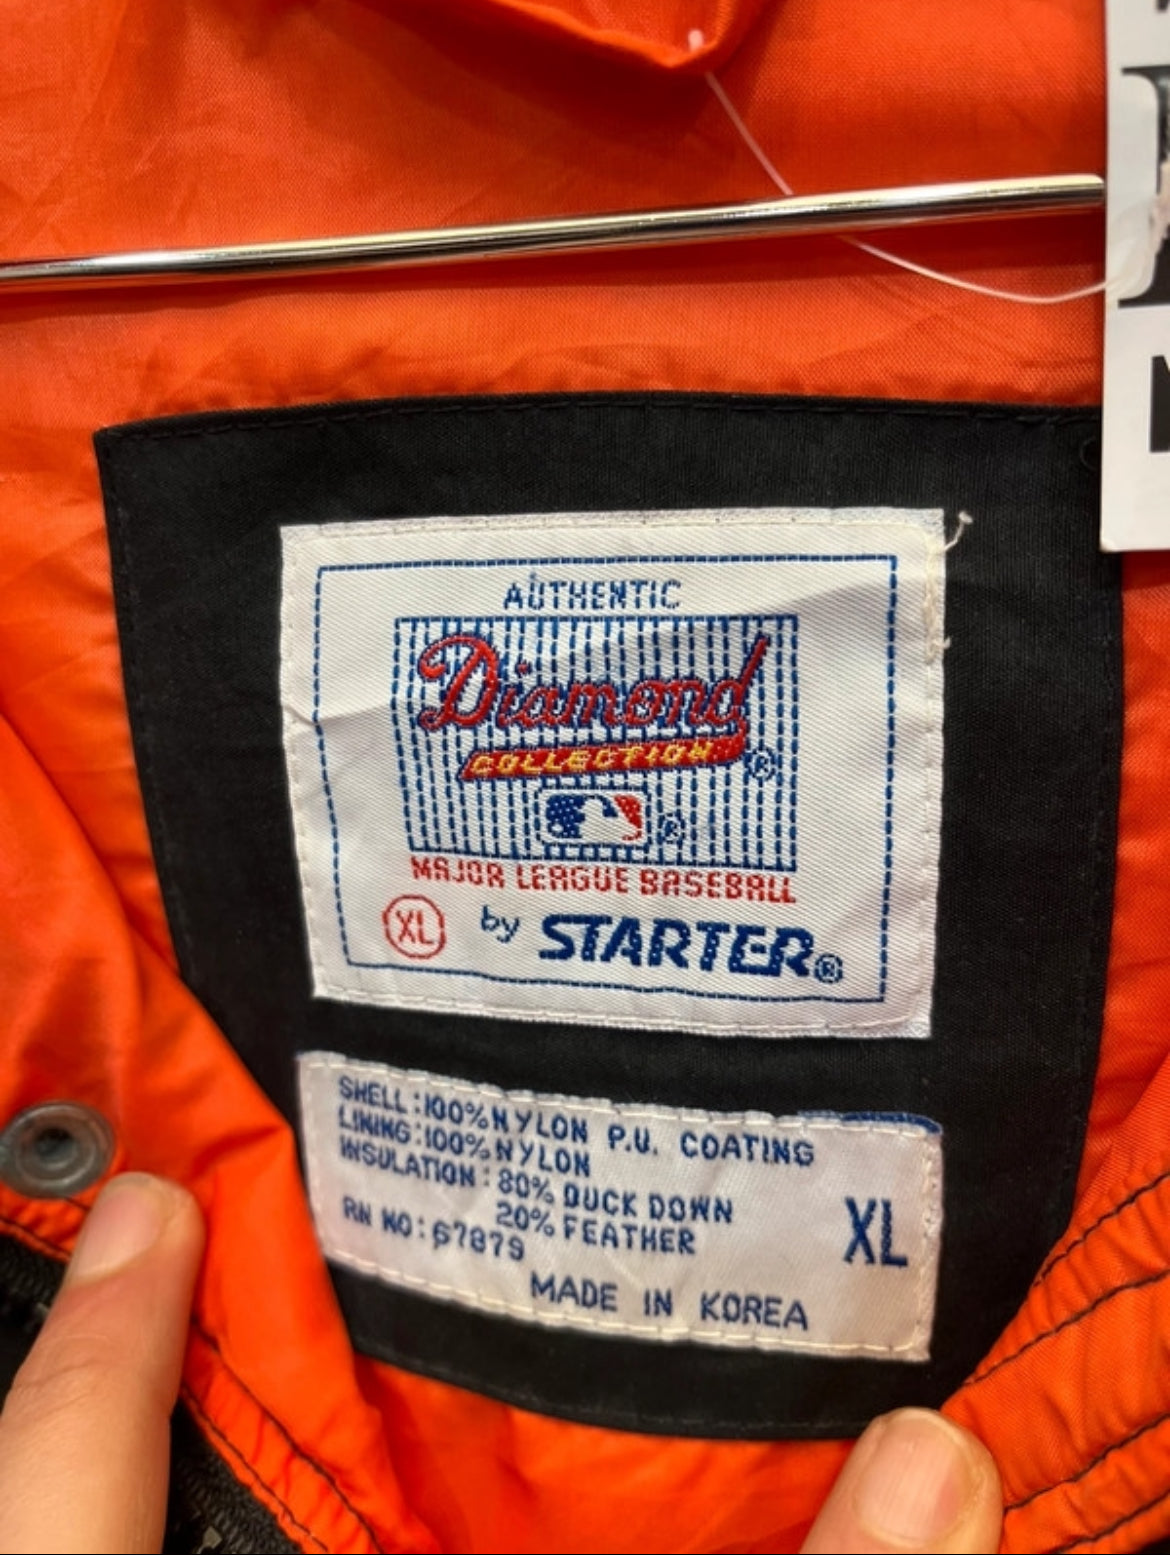 AUTHENTIC
Diamond
COLLECTION®
®
MAJOR LEAGUE BASEBALL
XL by STARTER®
SHELL:100%NYLON P.U. COATING
LINING:100%NYLON
INSULATION:80% DUCK DOWN
20% FEATHER
XL
RN NO:67879
MADE IN KOREA